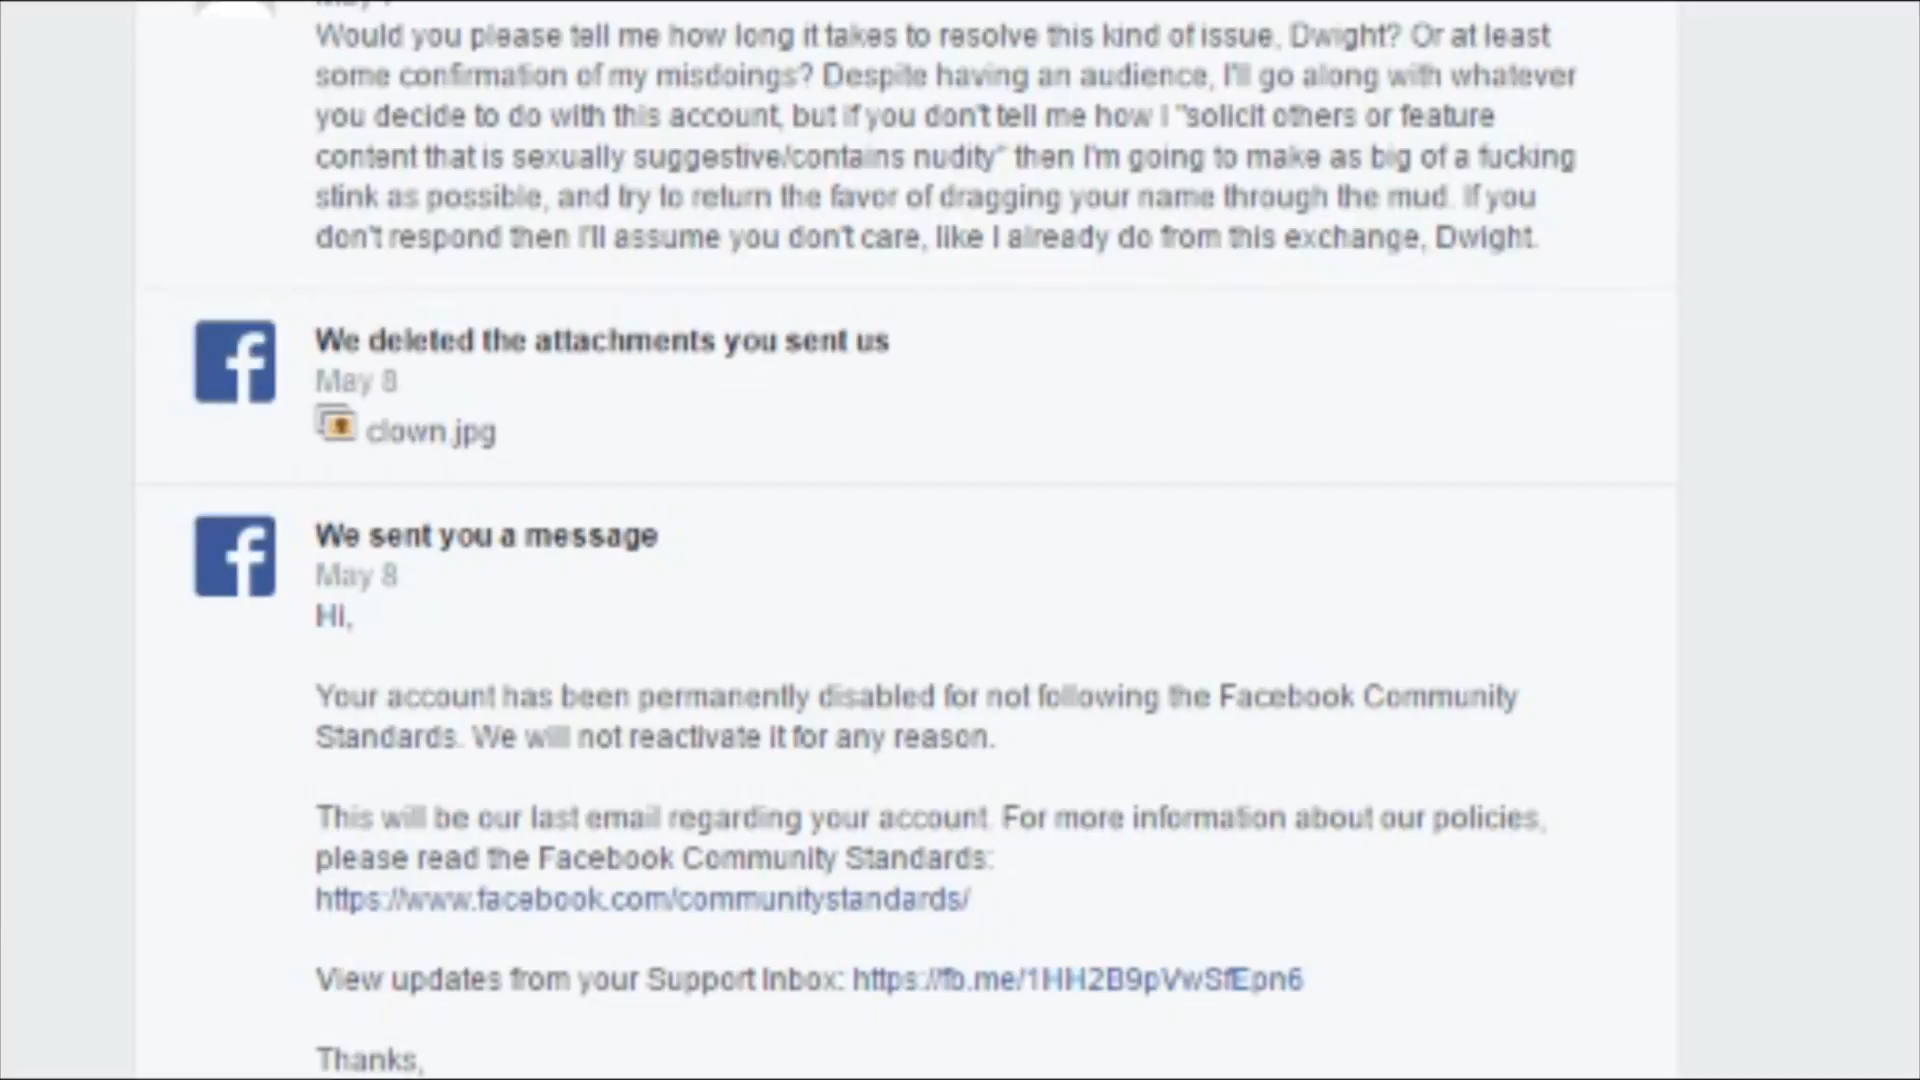 Would you please tell me how long it takes to resolve this kind of issue, Dwight? Or at least
some confirmation of my misdoings? Despite having an audience, I'll go along with whatever
you decide to do with this account, but if you don't tell me how I "solicit others or feature
content that is sexually suggestive/contains nudity" then I'm going to make as big of a fucking
stink as possible, and try to return the favor of dragging your name through the mud. If you
don't respond then I'll assume you don't care, like I already do from this exchange, Dwight.
We deleted the attachments you sent us
May 8
clown.jpg
We sent you a message
May 8
Hi,
Your account has been permanently disabled for not following the Facebook Community
Standards. We will not reactivate it for any reason.
This will be our last email regarding your account. For more information about our policies,
please read the Facebook Community Standards:
https://www.facebook.com/communitystandards/
View updates from your Support Inbox: https://fb.me/1HH2B9pVwSfEpn6
Thanks,